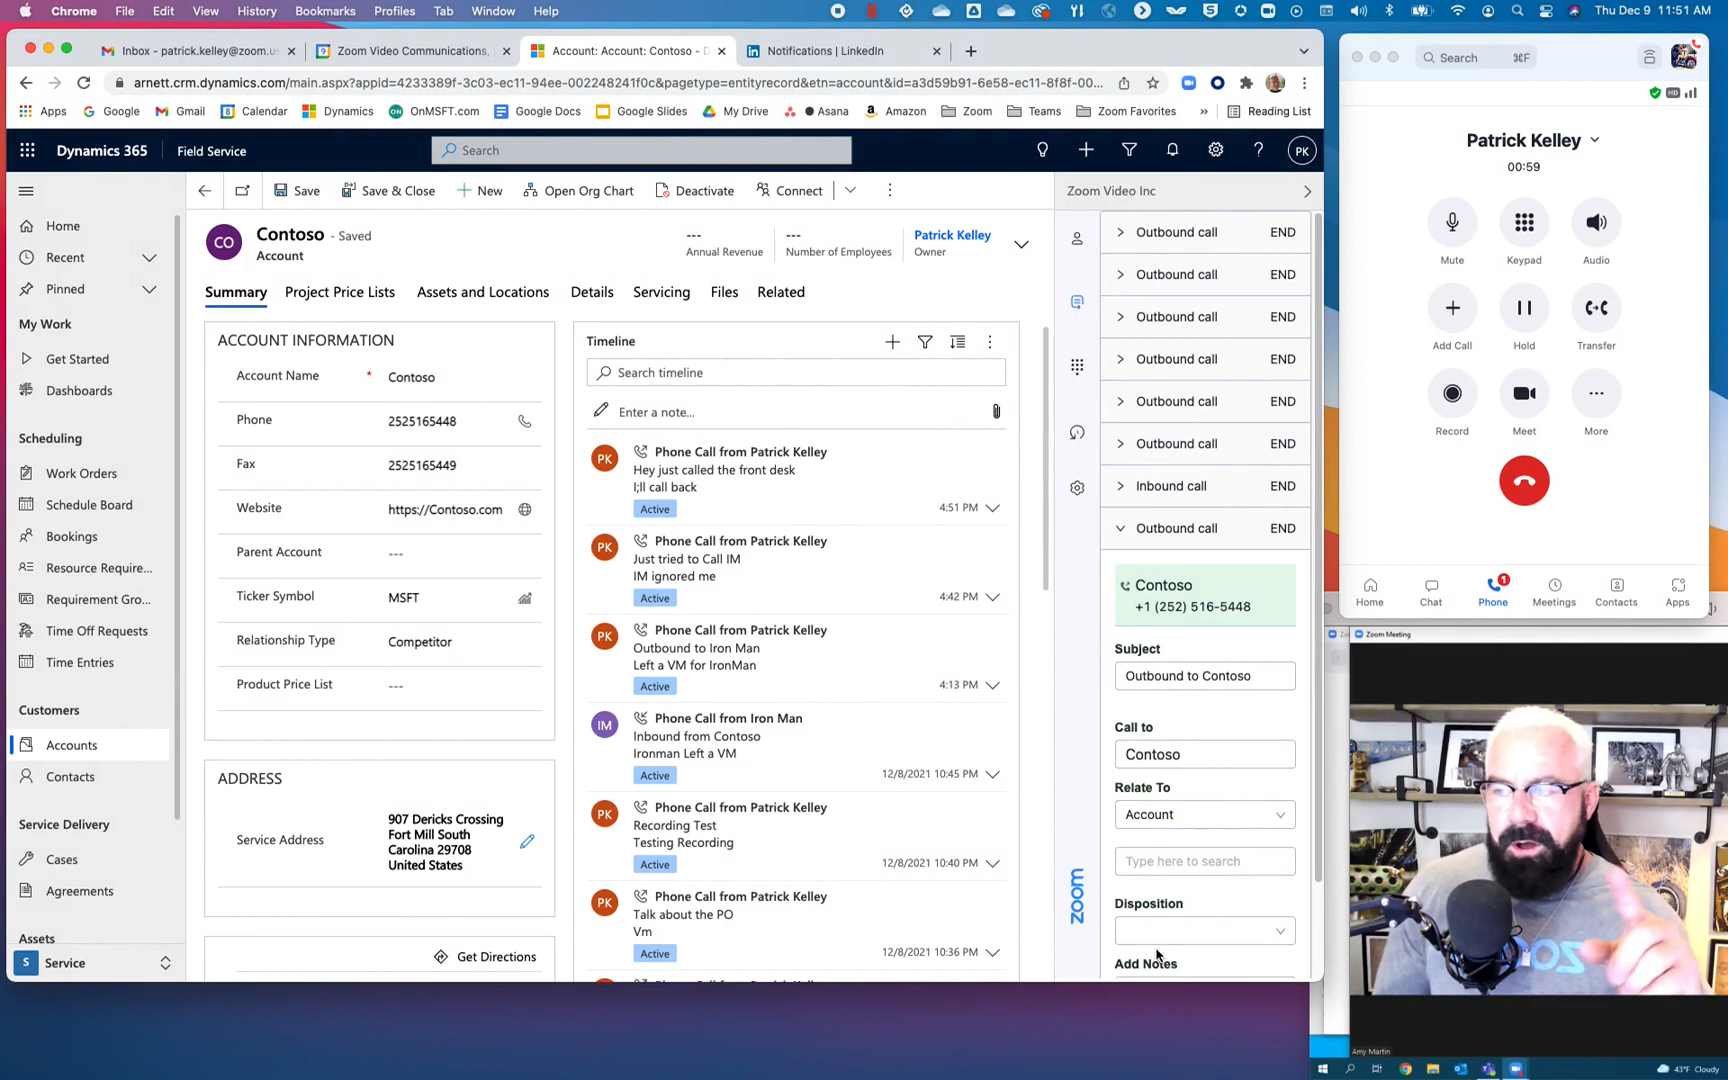 Chrome File Edit View History Bookmarks Profiles Tab Window Help Thu Dec 9 11:51 AM
Inbox - patrick.kelley@zoom.us
Zoom Video Communications,
Account: Account: Contoso - D
Notifications | LinkedIn
arnett.crm.dynamics.com/main.aspx?appid=4233389f-3c03-ec11-94ee-002248241f0c&pagetype=entityrecord&etn=account&id=a3d59b91-6e58-ec11-8f8f-00...
Apps Google Gmail Calendar Dynamics OnMSFT.com Google Docs Google Slides My Drive Asana Amazon Zoom Teams Zoom Favorites » Reading List
Dynamics 365 Field Service Search PK
Save Save & Close New Open Org Chart Deactivate Connect
Home
Recent
Pinned
My Work
Get Started
Dashboards
Scheduling
Work Orders
Schedule Board
Bookings
Resource Require...
Requirement Gro...
Time Off Requests
Time Entries
Customers
Accounts
Contacts
Service Delivery
Cases
Agreements
Assets
S Service
CO
Contoso - Saved
Account
---
Annual Revenue
---
Number of Employees
Patrick Kelley
Owner
Summary Project Price Lists Assets and Locations Details Servicing Files Related
ACCOUNT INFORMATION
Account Name * Contoso
Phone 2525165448
Fax 2525165449
Website https://Contoso.com
Parent Account ---
Ticker Symbol MSFT
Relationship Type Competitor
Product Price List ---
ADDRESS
Service Address
907 Dericks Crossing
Fort Mill South
Carolina 29708
United States
Get Directions
Timeline
Search timeline
Enter a note...
PK Phone Call from Patrick Kelley
Hey just called the front desk
I;ll call back
Active 4:51 PM
PK Phone Call from Patrick Kelley
Just tried to Call IM
IM ignored me
Active 4:42 PM
PK Phone Call from Patrick Kelley
Outbound to Iron Man
Left a VM for IronMan
Active 4:13 PM
IM Phone Call from Iron Man
Inbound from Contoso
Ironman Left a VM
Active 12/8/2021 10:45 PM
PK Phone Call from Patrick Kelley
Recording Test
Testing Recording
Active 12/8/2021 10:40 PM
PK Phone Call from Patrick Kelley
Talk about the PO
Vm
Active 12/8/2021 10:36 PM
Zoom Video Inc
Outbound call END
Outbound call END
Outbound call END
Outbound call END
Outbound call END
Outbound call END
Inbound call END
Outbound call END
Contoso
+1 (252) 516-5448
Subject
Outbound to Contoso
Call to
Contoso
Relate To
Account
Type here to search
Disposition
Add Notes
zoom
Search ⌘F
HD
Patrick Kelley
00:59
Mute Keypad Audio
Add Call Hold Transfer
Record Meet More
1
Home Chat Phone Meetings Contacts Apps
Zoom Meeting
Amy Martin
43°F Cloudy